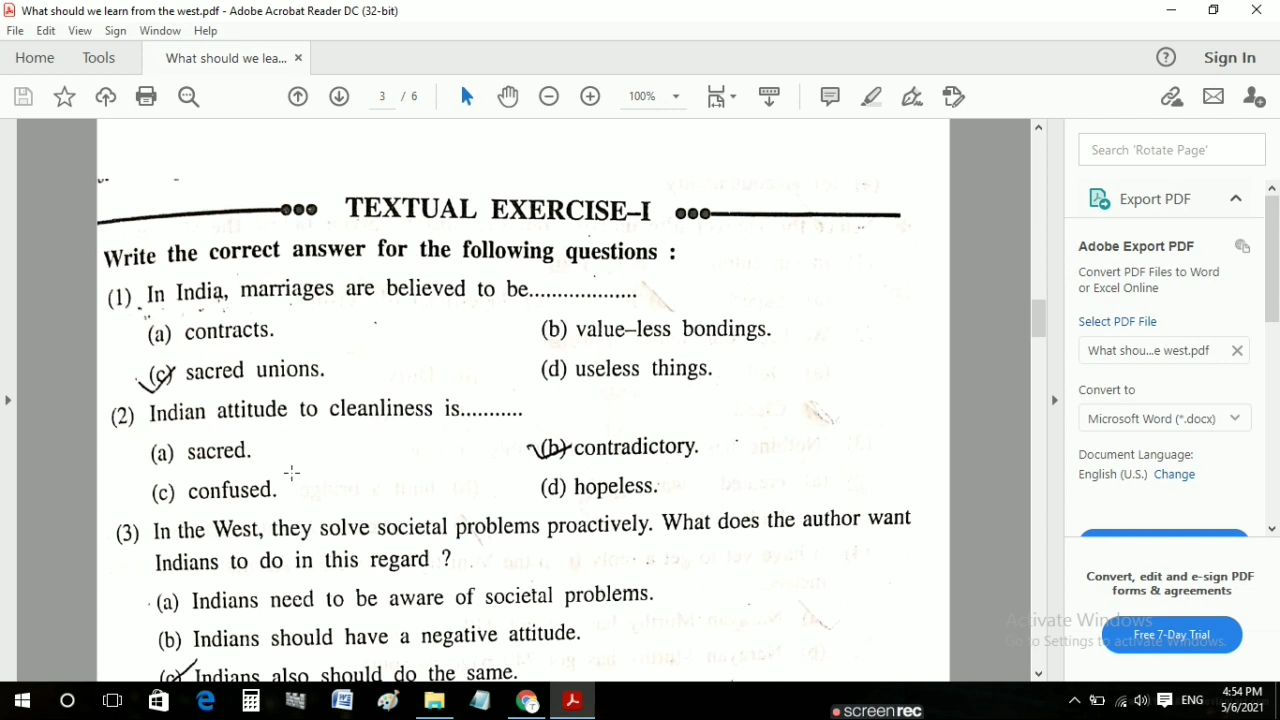 What should we learn from the west.pdf - Adobe Acrobat Reader DC (32-bit)
File Edit View Sign Window Help
Home Tools What should we lea... × Sign In
3 / 6 100%
Search 'Rotate Page'
Export PDF
Adobe Export PDF
Convert PDF Files to Word
or Excel Online
Select PDF File
What shou...e west.pdf
Convert to
Microsoft Word (*.docx)
Document Language:
English (U.S.) Change
Convert, edit and e-sign PDF
forms & agreements
Free 7-Day Trial
Activate Windows
Go to Settings to activate Windows.
TEXTUAL EXERCISE–I
Write the correct answer for the following questions :
(1) In India, marriages are believed to be...................
(a) contracts. (b) value–less bondings.
(c) sacred unions. (d) useless things.
(2) Indian attitude to cleanliness is...........
(a) sacred. (b) contradictory.
(c) confused. (d) hopeless.
(3) In the West, they solve societal problems proactively. What does the author want
Indians to do in this regard ?
(a) Indians need to be aware of societal problems.
(b) Indians should have a negative attitude.
(c) Indians also should do the same.
ENG
4:54 PM
5/6/2021
screenrec